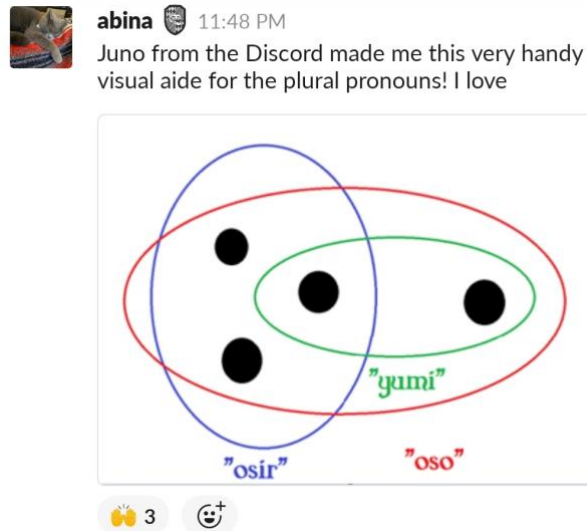 abina 11:48 PM
Juno from the Discord made me this very handy
visual aide for the plural pronouns! I love
"yumi"
"osir"
"oso"
3